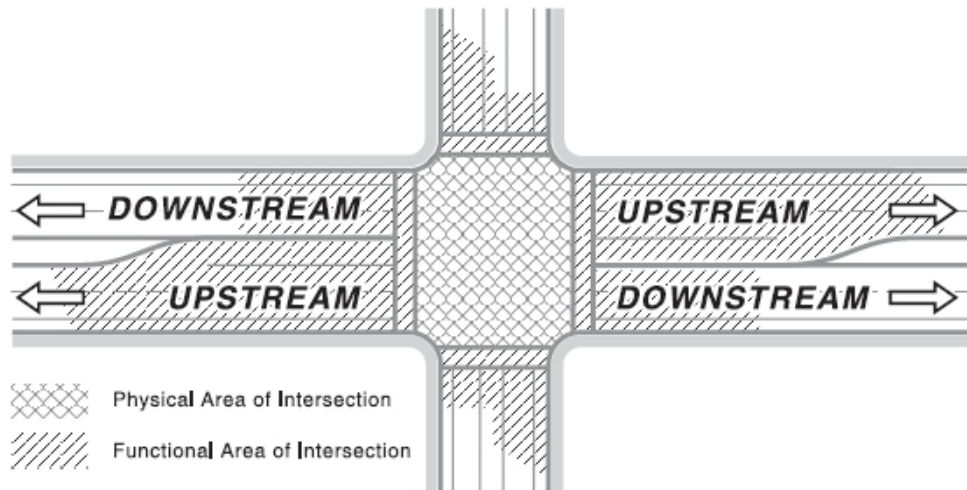 DOWNSTREAM
UPSTREAM
UPSTREAM
DOWNSTREAM
Physical Area of Intersection
Functional Area of Intersection